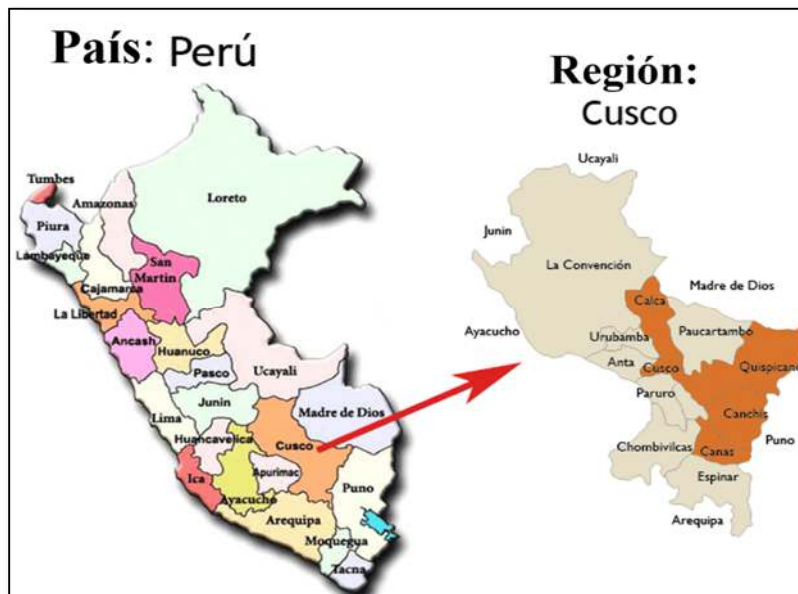 País: Perú
Tumbes
Amazonas
Loreto
Piura
Lambayeque
San
Martin
Cajamarca
La Libertad
Ancash
Huanuco
Ucayali
Pasco
Junin
Lima
Madre de Dios
Huancavelica
Cusco
Ica
Apurimac
Ayacucho
Puno
Arequipa
Moquegua
Tacna
Región:
Cusco
Ucayali
Junin
La Convención
Madre de Dios
Calca
Ayacucho
Urubamba
Paucartambo
Anta
Cusco
Quispicanc
Paruro
Canchis
Chombivilcas
Canas
Puno
Espinar
Arequipa